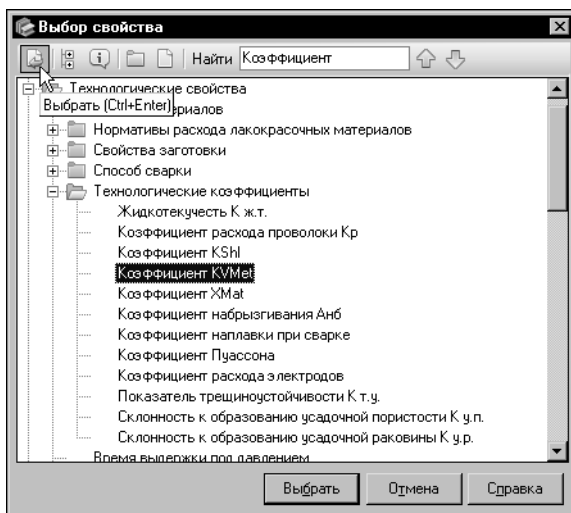 Выбор свойства
Найти Коэффициент
Технологические свойства
Выбрать (Ctrl+Enter) риалов
Нормативы расхода лакокрасочных материалов
Свойства заготовки
Способ сварки
Технологические коэффициенты
Жидкотекучесть К ж.т.
Коэффициент расхода проволоки Кр
Коэффициент KShl
Коэффициент KVMet
Коэффициент XMat
Коэффициент набрызгивания Анб
Коэффициент наплавки при сварке
Коэффициент Пуассона
Коэффициент расхода электродов
Показатель трещиноустойчивости К т.у.
Склонность к образованию усадочной пористости К у.п.
Склонность к образованию усадочной раковины К у.р.
Время выдержки под давлением
Выбрать Отмена Справка